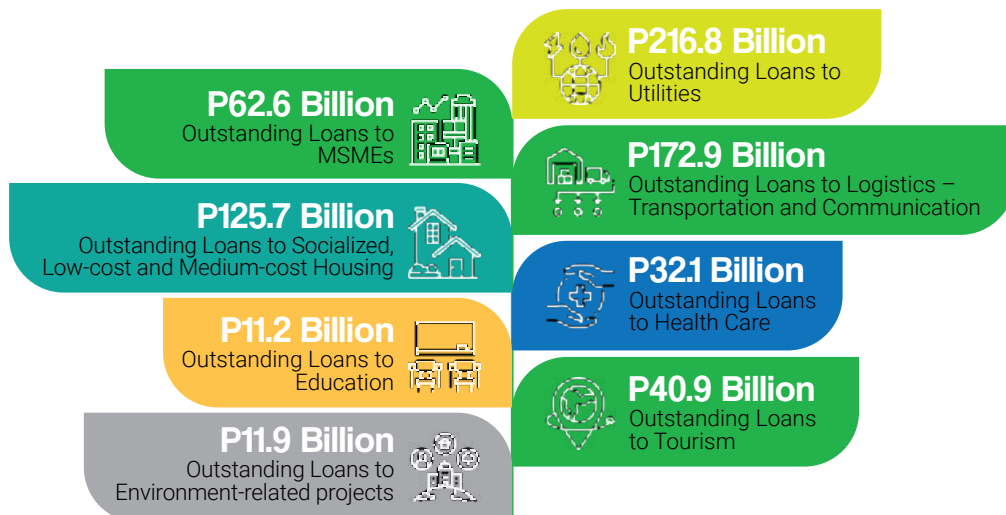 P216.8 Billion
Outstanding Loans to
Utilities
P62.6 Billion
Outstanding Loans to
MSMEs
P172.9 Billion
Outstanding Loans to Logistics –
Transportation and Communication
P125.7 Billion
Outstanding Loans to Socialized,
Low-cost and Medium-cost Housing
P32.1 Billion
Outstanding Loans
to Health Care
P11.2 Billion
Outstanding Loans to
Education
P40.9 Billion
Outstanding Loans
to Tourism
P11.9 Billion
Outstanding Loans to
Environment-related projects